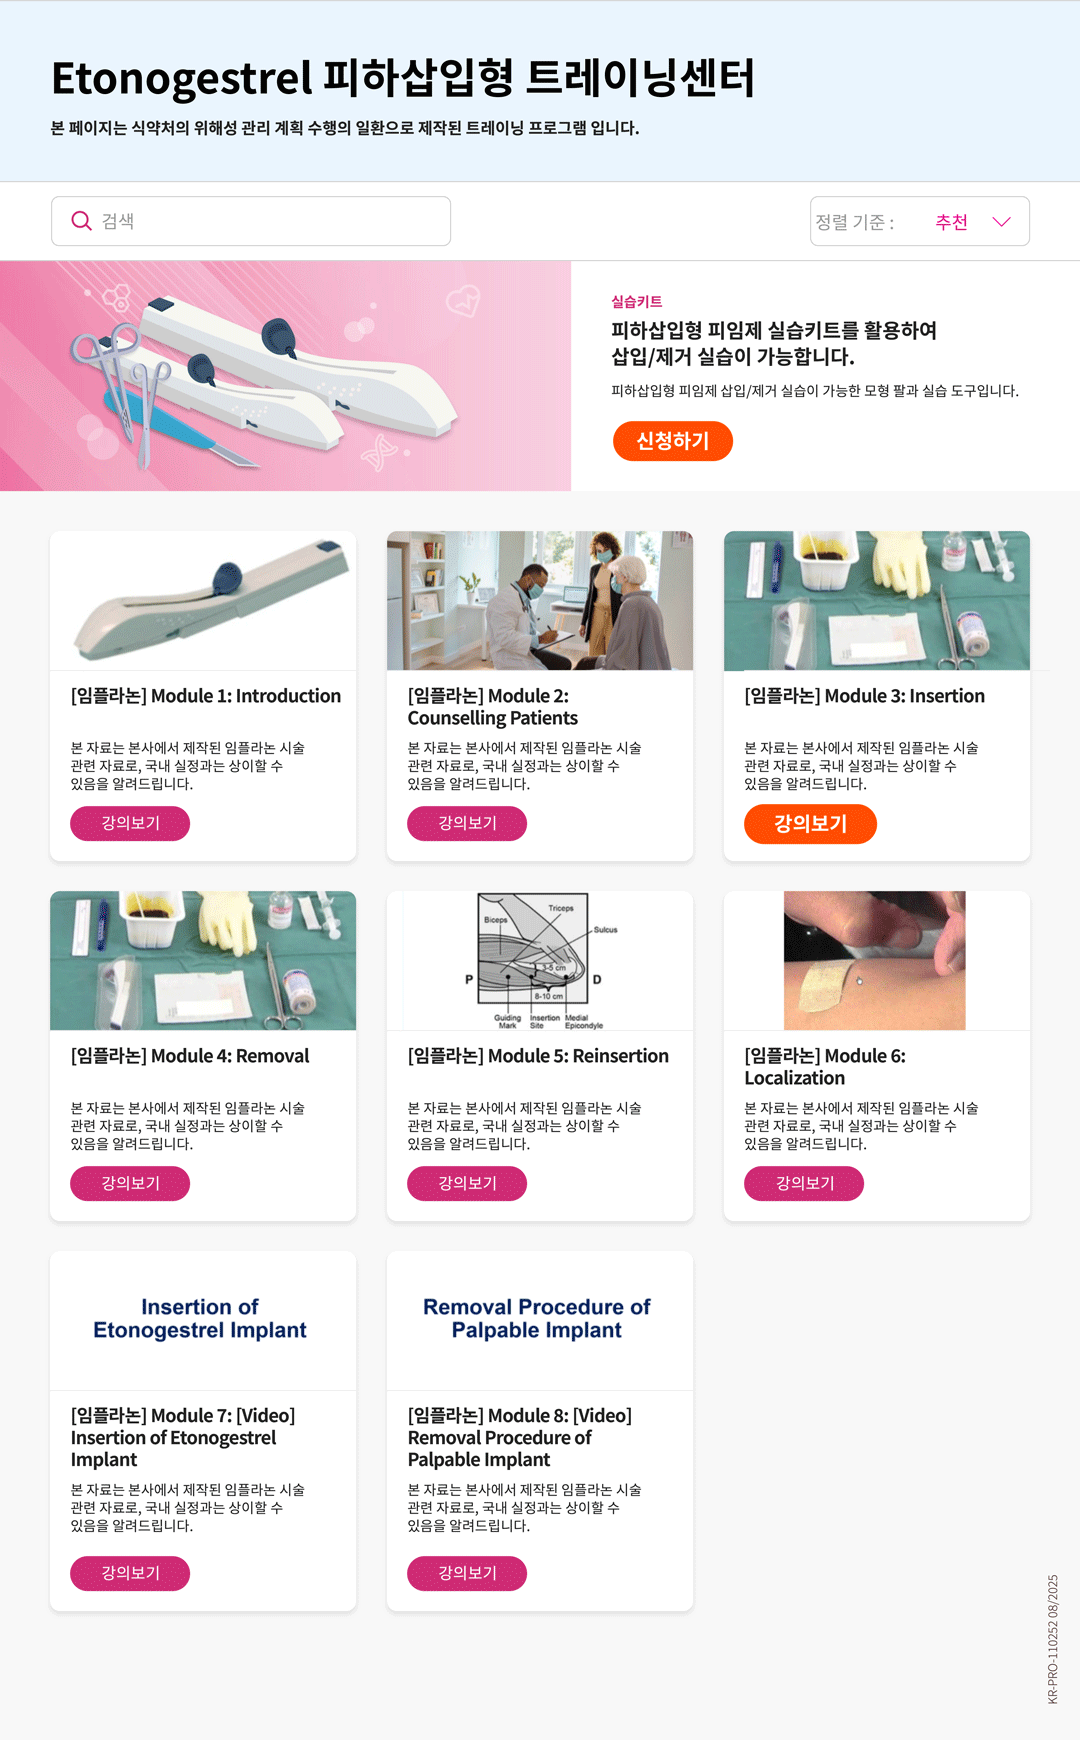 Etonogestrel 피하삽입형 트레이닝센터
본 페이지는 식약처의 위해성 관리 계획 수행의 일환으로 제작된 트레이닝 프로그램 입니다.
검색
정렬 기준 : 추천
실습키트
피하삽입형 피임제 실습키트를 활용하여
삽입/제거 실습이 가능합니다.
피하삽입형 피임제 삽입/제거 실습이 가능한 모형 팔과 실습 도구입니다.
신청하기
[임플라논] Module 1: Introduction
본 자료는 본사에서 제작된 임플라논 시술
관련 자료로, 국내 실정과는 상이할 수
있음을 알려드립니다.
강의보기
[임플라논] Module 2:
Counselling Patients
본 자료는 본사에서 제작된 임플라논 시술
관련 자료로, 국내 실정과는 상이할 수
있음을 알려드립니다.
강의보기
[임플라논] Module 3: Insertion
본 자료는 본사에서 제작된 임플라논 시술
관련 자료로, 국내 실정과는 상이할 수
있음을 알려드립니다.
강의보기
[임플라논] Module 4: Removal
본 자료는 본사에서 제작된 임플라논 시술
관련 자료로, 국내 실정과는 상이할 수
있음을 알려드립니다.
강의보기
Biceps
Triceps
Sulcus
3-5 cm
P
D
8-10 cm
Guiding Mark
Insertion Site
Medial Epicondyle
[임플라논] Module 5: Reinsertion
본 자료는 본사에서 제작된 임플라논 시술
관련 자료로, 국내 실정과는 상이할 수
있음을 알려드립니다.
강의보기
[임플라논] Module 6:
Localization
본 자료는 본사에서 제작된 임플라논 시술
관련 자료로, 국내 실정과는 상이할 수
있음을 알려드립니다.
강의보기
Insertion of
Etonogestrel Implant
[임플라논] Module 7: [Video]
Insertion of Etonogestrel
Implant
본 자료는 본사에서 제작된 임플라논 시술
관련 자료로, 국내 실정과는 상이할 수
있음을 알려드립니다.
강의보기
Removal Procedure of
Palpable Implant
[임플라논] Module 8: [Video]
Removal Procedure of
Palpable Implant
본 자료는 본사에서 제작된 임플라논 시술
관련 자료로, 국내 실정과는 상이할 수
있음을 알려드립니다.
강의보기
KR-PRO-110252 08/2025